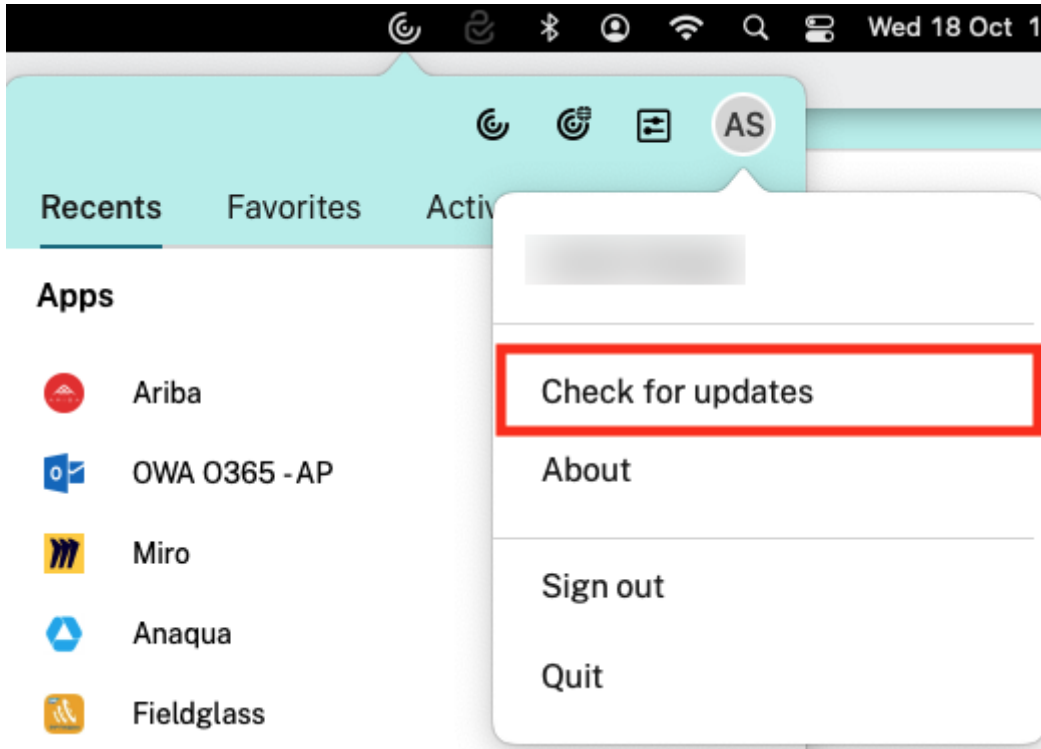 Wed 18 Oct 1
AS
Recents Favorites Activ
Apps
Check for updates
Ariba
About
OWA O365 - AP
Miro
Sign out
Anaqua
Quit
Fieldglass